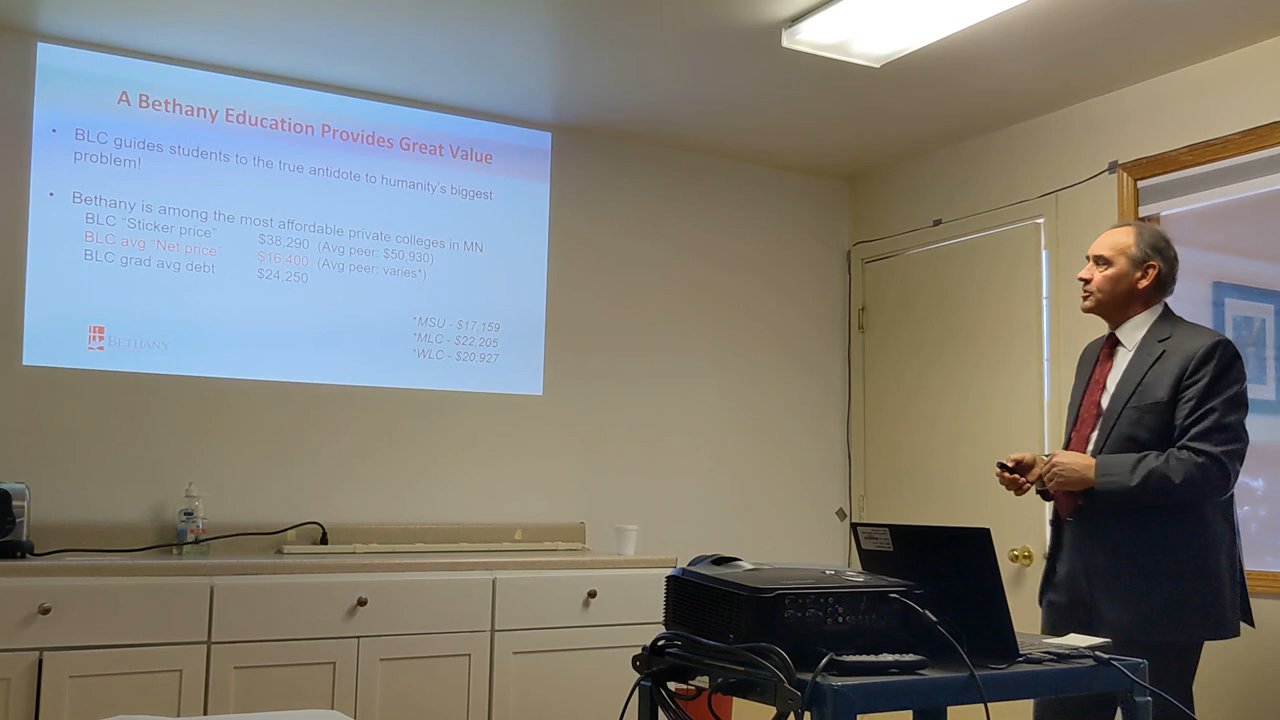 A Bethany Education Provides Great Value
• BLC guides students to the true antidote to humanity's biggest
problem!
• Bethany is among the most affordable private colleges in MN
BLC "Sticker price" $38,290 (Avg peer: $50,930)
BLC avg "Net price" $16,400 (Avg peer: varies*)
BLC grad avg debt $24,250
*MSU - $17,159
*MLC - $22,205
*WLC - $20,927
BETHANY